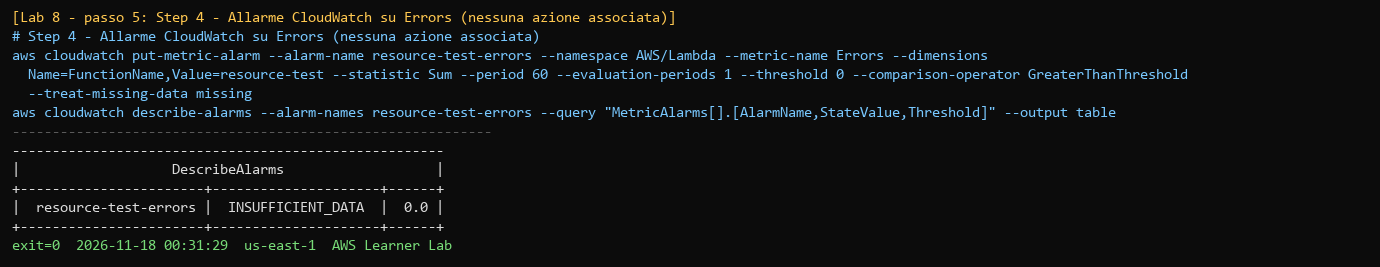 [Lab 8 - passo 5: Step 4 - Allarme CloudWatch su Errors (nessuna azione associata)]
# Step 4 - Allarme CloudWatch su Errors (nessuna azione associata)
aws cloudwatch put-metric-alarm --alarm-name resource-test-errors --namespace AWS/Lambda --metric-name Errors --dimensions
  Name=FunctionName,Value=resource-test --statistic Sum --period 60 --evaluation-periods 1 --threshold 0 --comparison-operator GreaterThanThreshold
  --treat-missing-data missing
aws cloudwatch describe-alarms --alarm-names resource-test-errors --query "MetricAlarms[].[AlarmName,StateValue,Threshold]" --output table
------------------------------------------------------------
------------------------------------------------------
|                   DescribeAlarms                   |
+-----------------------+---------------------+------+
|  resource-test-errors |  INSUFFICIENT_DATA  |  0.0 |
+-----------------------+---------------------+------+
exit=0  2026-11-18 00:31:29  us-east-1  AWS Learner Lab